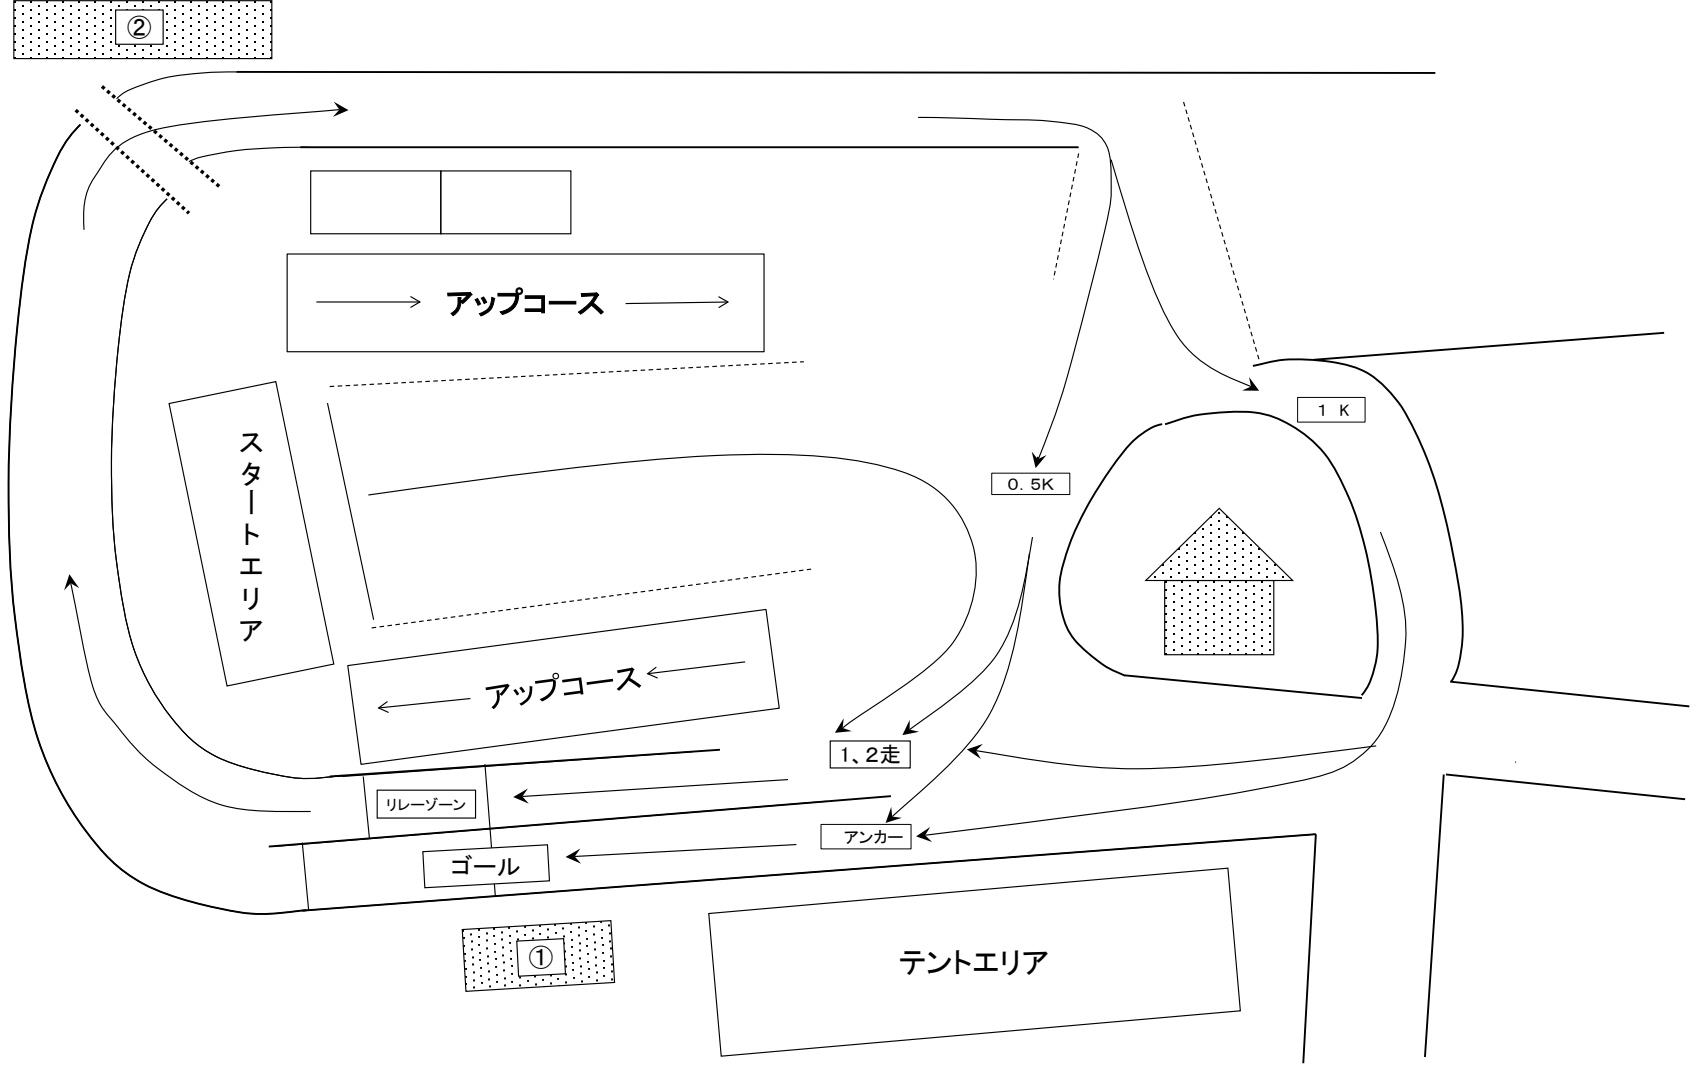 ②
アップコース
1 K
スタートエリア
0.5K
アップコース
1、2走
リレーゾーン
アンカー
ゴール
①
テントエリア